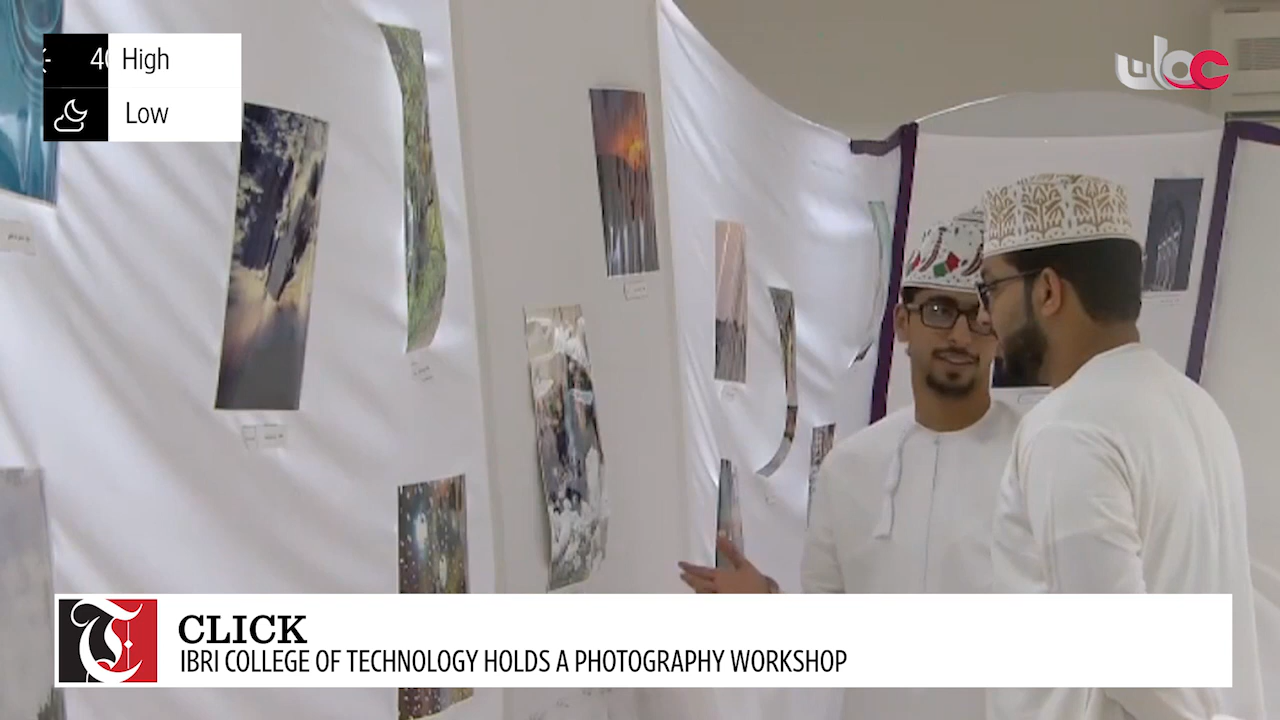 40 High
Low
T
CLICK
IBRI COLLEGE OF TECHNOLOGY HOLDS A PHOTOGRAPHY WORKSHOP